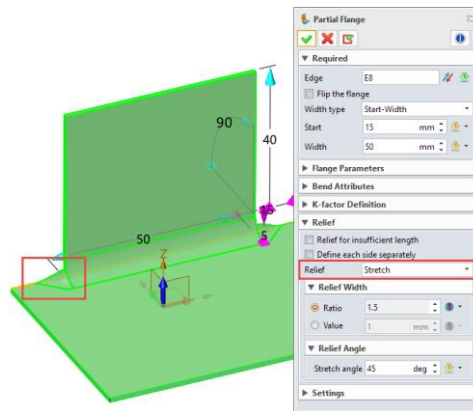 90
40
15
50
5
Z
Partial Flange
Required
Edge E8
Flip the flange
Width type Start-Width
Start 15 mm
Width 50 mm
Flange Parameters
Bend Attributes
K-factor Definition
Relief
Relief for insufficient length
Define each side separately
Relief Stretch
Relief Width
Ratio 1.5
Value 1 mm
Relief Angle
Stretch angle 45 deg
Settings